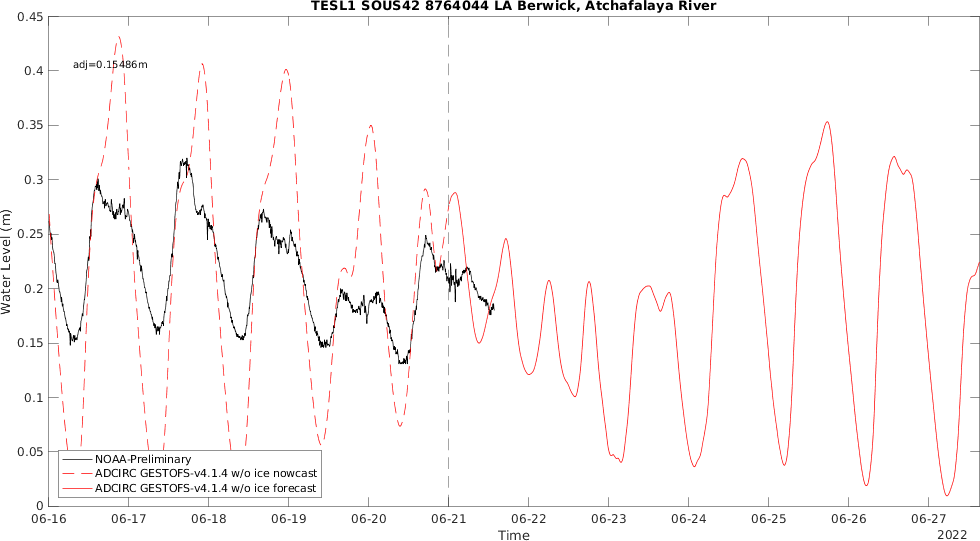 TESL1 SOUS42 8764044 LA Berwick, Atchafalaya River
0.45
0.4
0.35
0.3
0.25
0.2
0.15
0.1
0.05
0
Water Level (m)
adj=0.15486m
NOAA-Preliminary
ADCIRC GESTOFS-v4.1.4 w/o ice nowcast
ADCIRC GESTOFS-v4.1.4 w/o ice forecast
06-16 06-17 06-18 06-19 06-20 06-21 06-22 06-23 06-24 06-25 06-26 06-27
Time
2022